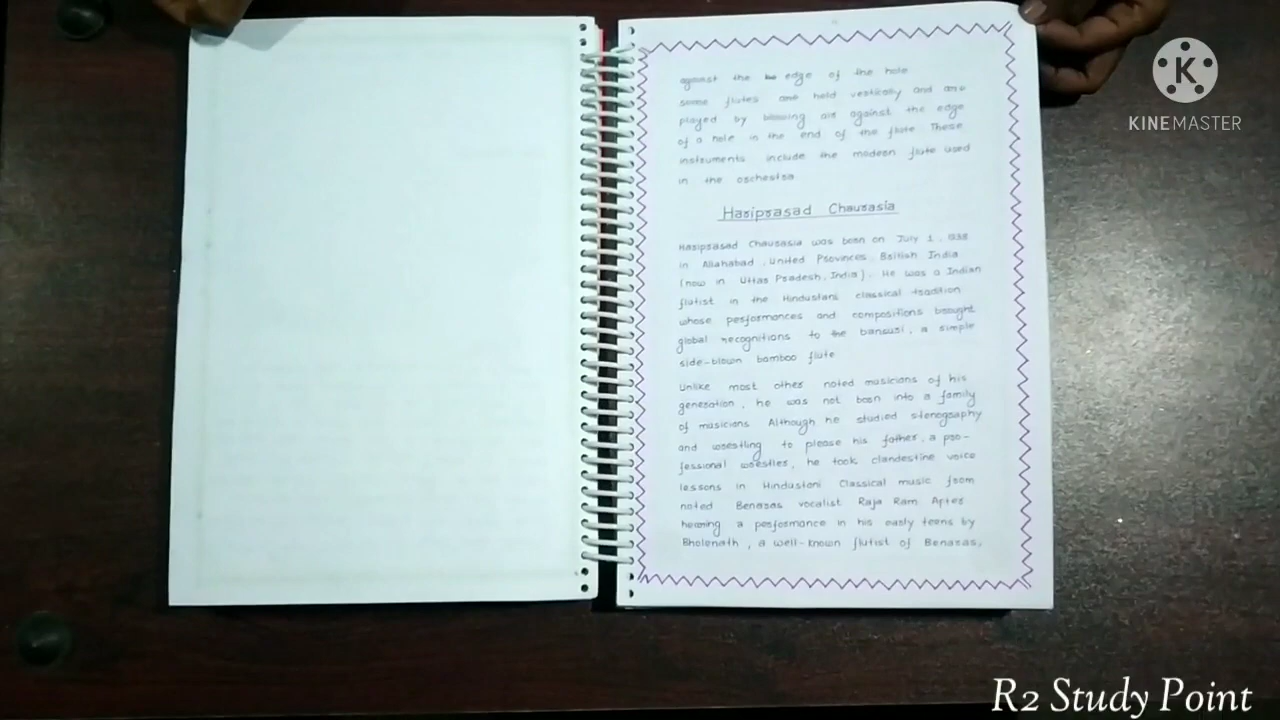 against the edge of the hole
some flutes are held vertically and are
played by blowing air against the edge
of a hole in the end of the flute These
instruments include the modern flute used
in the orchestra
Hariprasad Chaurasia
Hariprasad Chaurasia was born on July 1, 1938
in Allahabad, United Provinces British India
(now in Uttar Pradesh, India). He was a Indian
flutist in the Hindustani classical tradition
whose performances and compositions brought
global recognitions to the bansuri, a simple
side-blown bamboo flute
Unlike most other noted musicians of his
generation, he was not born into a family
of musicians Although he studied stenography
and wrestling to please his father, a pro-
fessional wrestler, he took clandestine voice
lessons in Hindustani Classical music from
noted Benaras vocalist Raja Ram After
hearing a performance in his early teens by
Bholenath, a well-known flutist of Benaras,
KINEMASTER
R2 Study Point